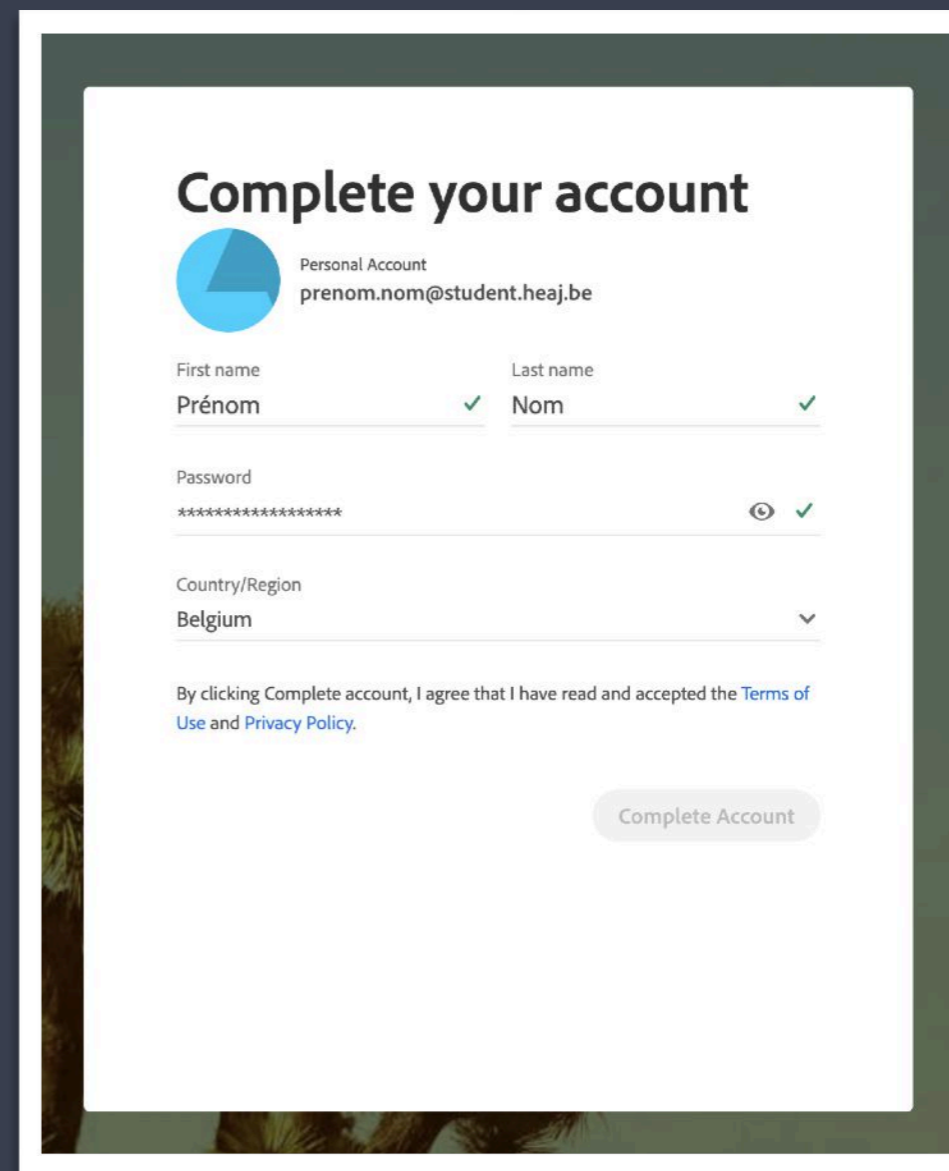 Complete your account
Personal Account
prenom.nom@student.heaj.be
First name
Last name
Prénom
Nom
Password
******************
Country/Region
Belgium
By clicking Complete account, I agree that I have read and accepted the Terms of
Use and Privacy Policy.
Complete Account